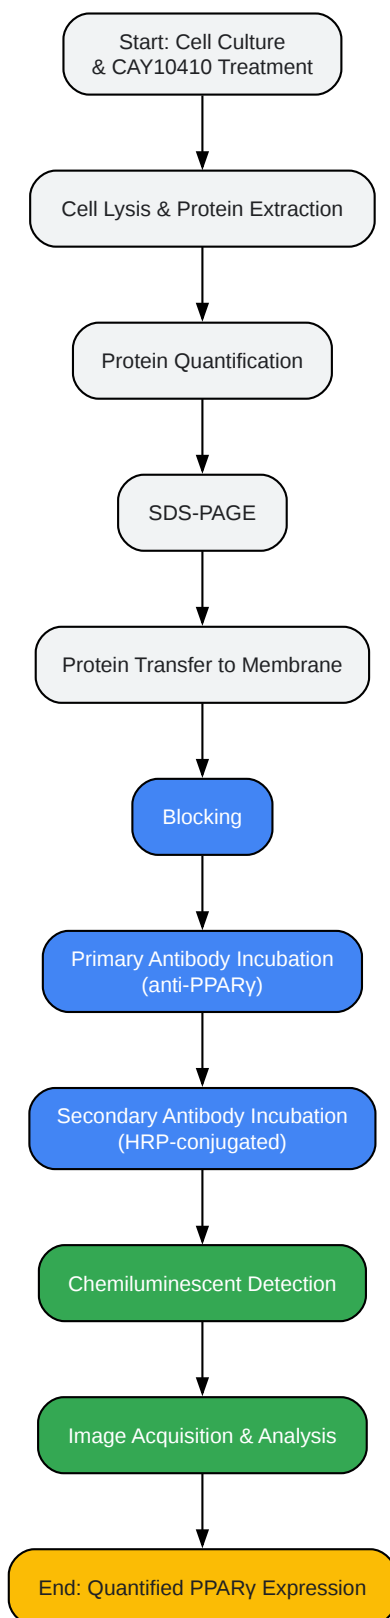 Start: Cell Culture
& CAY10410 Treatment
Cell Lysis & Protein Extraction
Protein Quantification
SDS-PAGE
Protein Transfer to Membrane
Blocking
Primary Antibody Incubation
(anti-PPARγ)
Secondary Antibody Incubation
(HRP-conjugated)
Chemiluminescent Detection
Image Acquisition & Analysis
End: Quantified PPARγ Expression